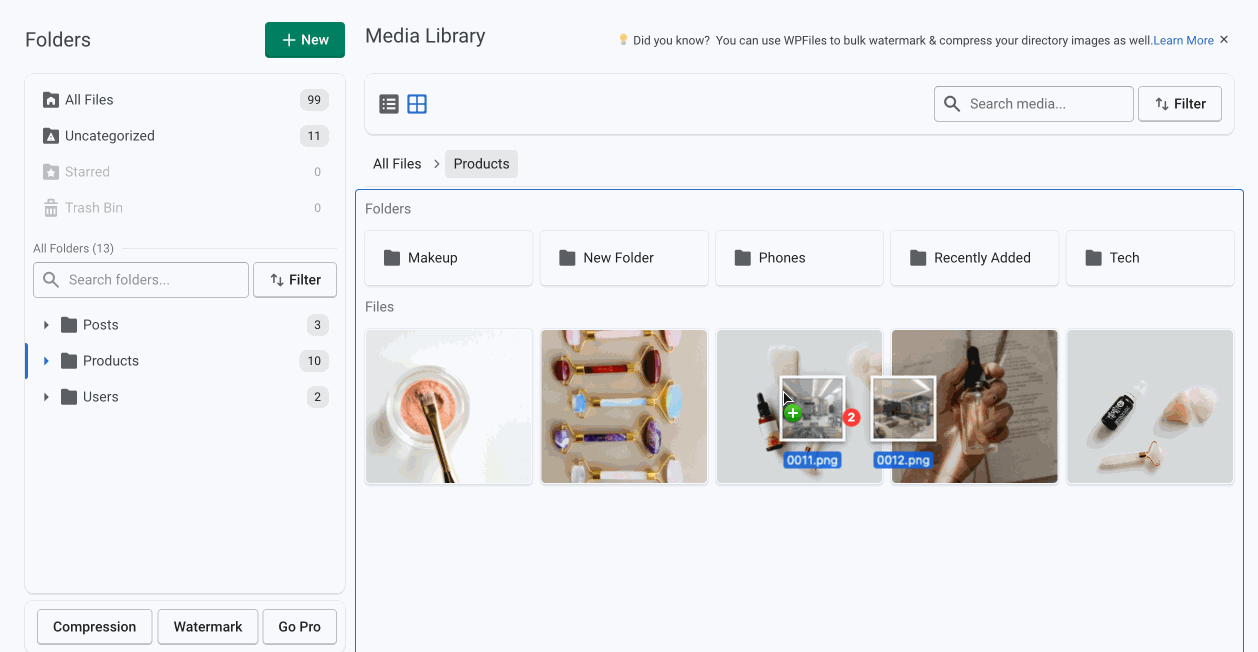 Folders
+ New
All Files 99
Uncategorized 11
Starred 0
Trash Bin 0
All Folders (13)
Search folders...
Filter
Posts 3
Products 10
Users 2
Compression
Watermark
Go Pro
Media Library
Did you know? You can use WPFiles to bulk watermark & compress your directory images as well. Learn More
Search media...
Filter
All Files > Products
Folders
Makeup
New Folder
Phones
Recently Added
Tech
Files
2
0011.png
0012.png